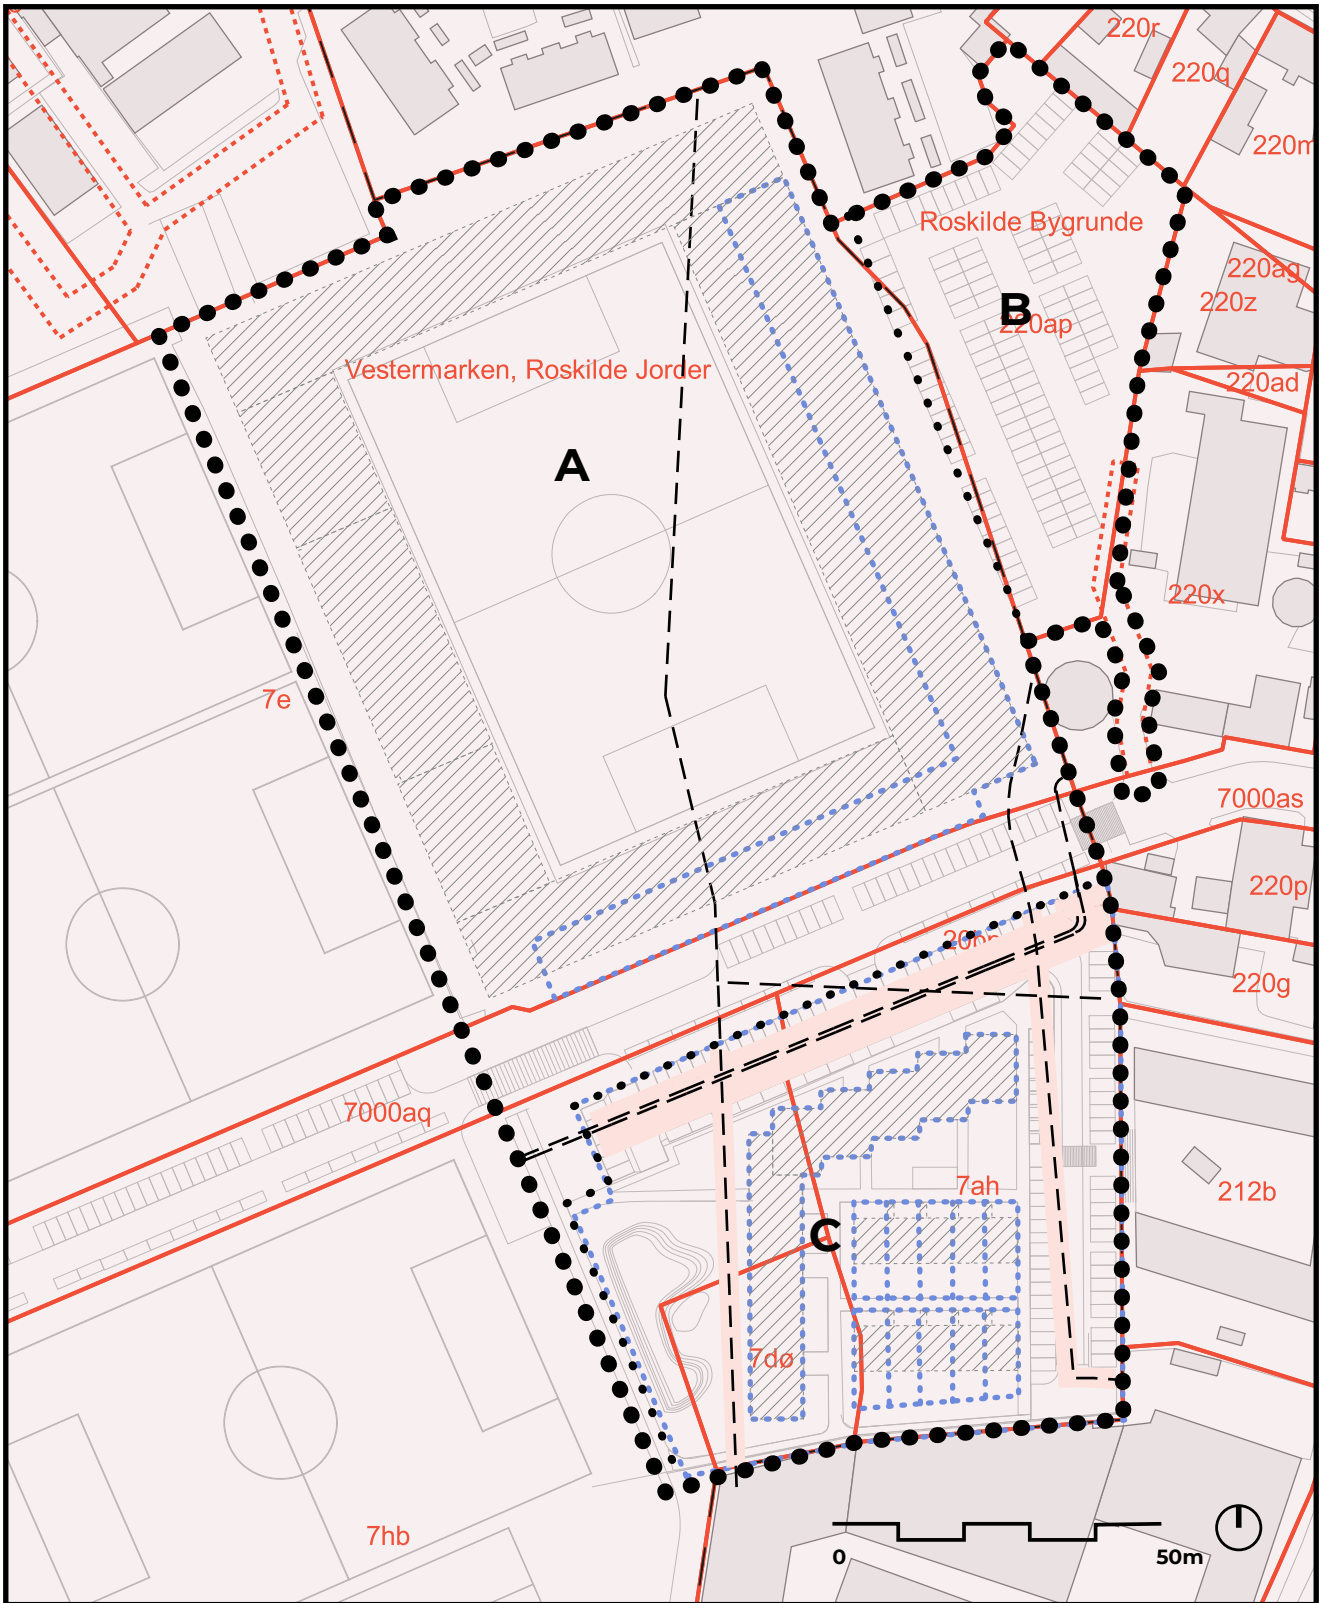 220r
220q
220m
Roskilde Bygrunde
220ag
B
220z
220ap
Vestermarken, Roskilde Jorder
220ad
A
220x
7e
7000as
220p
220g
7000aq
7ah
212b
C
7dø
7hb
0
50m